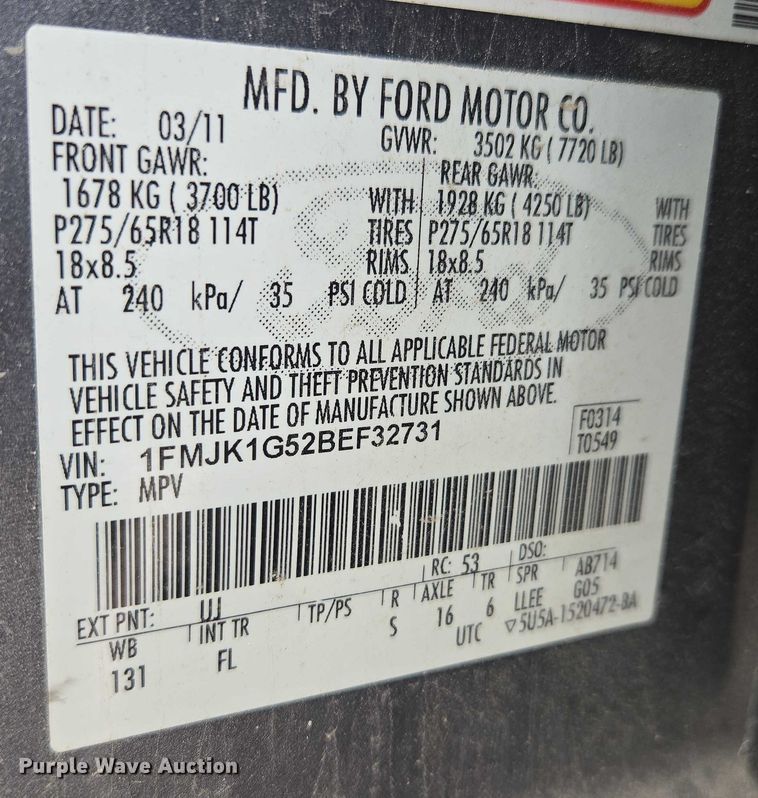 MFD. BY FORD MOTOR CO.
DATE: 03/11 GVWR: 3502 KG ( 7720 LB)
FRONT GAWR: REAR GAWR:
1678 KG ( 3700 LB) WITH 1928 KG ( 4250 LB) WITH
P275/65R18 114T TIRES P275/65R18 114T TIRES
18x8.5 RIMS 18x8.5 RIMS
AT 240 kPa/ 35 PSI COLD AT 240 kPa/ 35 PSI COLD
THIS VEHICLE CONFORMS TO ALL APPLICABLE FEDERAL MOTOR
VEHICLE SAFETY AND THEFT PREVENTION STANDARDS IN
EFFECT ON THE DATE OF MANUFACTURE SHOWN ABOVE.
VIN: 1FMJK1G52BEF32731 F0314
TYPE: MPV T0549
EXT PNT: UJ RC: 53 DSO:
WB INT TR TP/PS R AXLE TR SPR AB714
131 FL S 16 6 LLEE G05
UTC ▽5U5A-1520472-BA
Purple Wave Auction